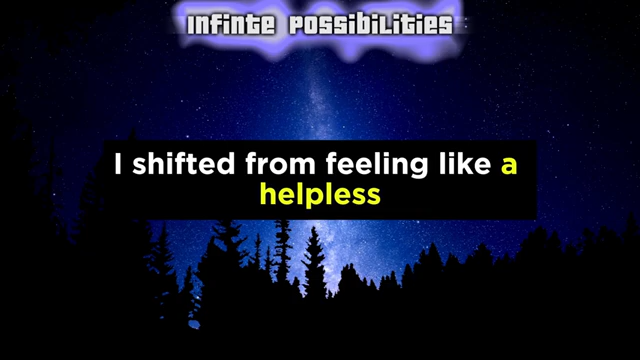 Infinte Possibilities
I shifted from feeling like a
helpless